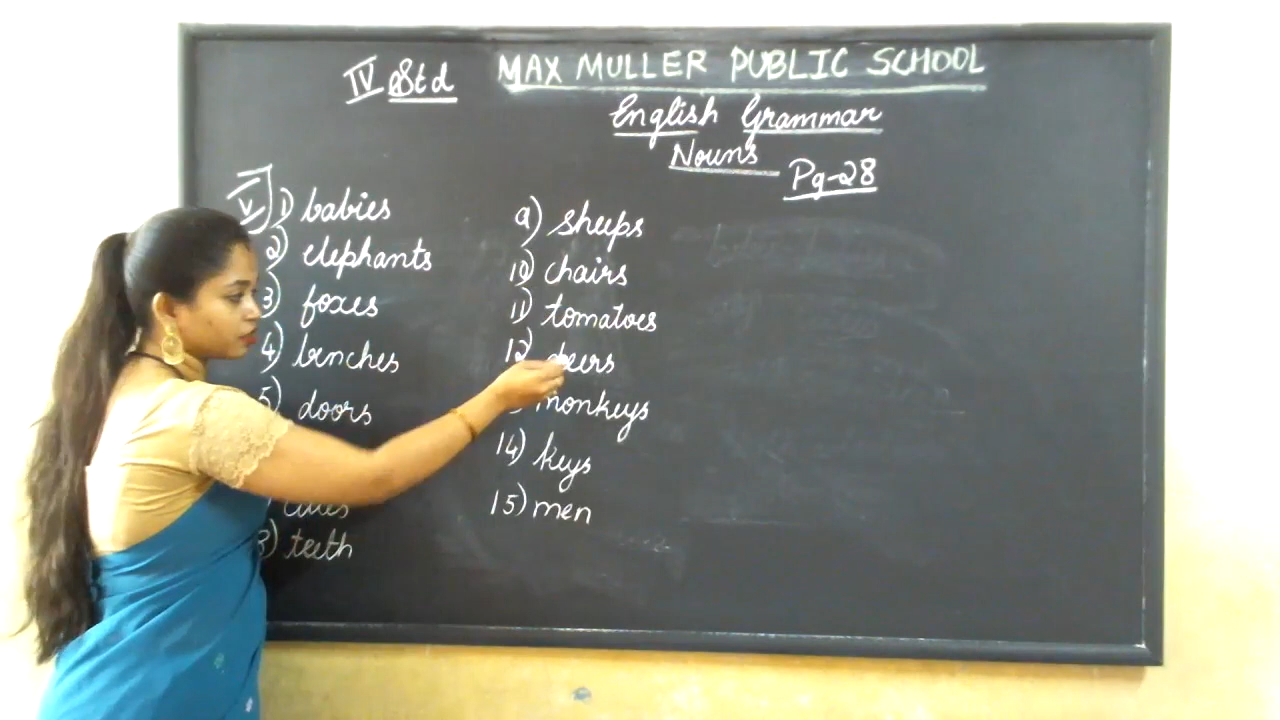 IV Std MAX MULLER PUBLIC SCHOOL
English Grammar
Nouns Pg-28
V) 1) babies
2) elephants
3) foxes
4) benches
5) doors
8) teeth
9) sheeps
10) chairs
11) tomatoes
12) deers
monkeys
14) keys
15) men